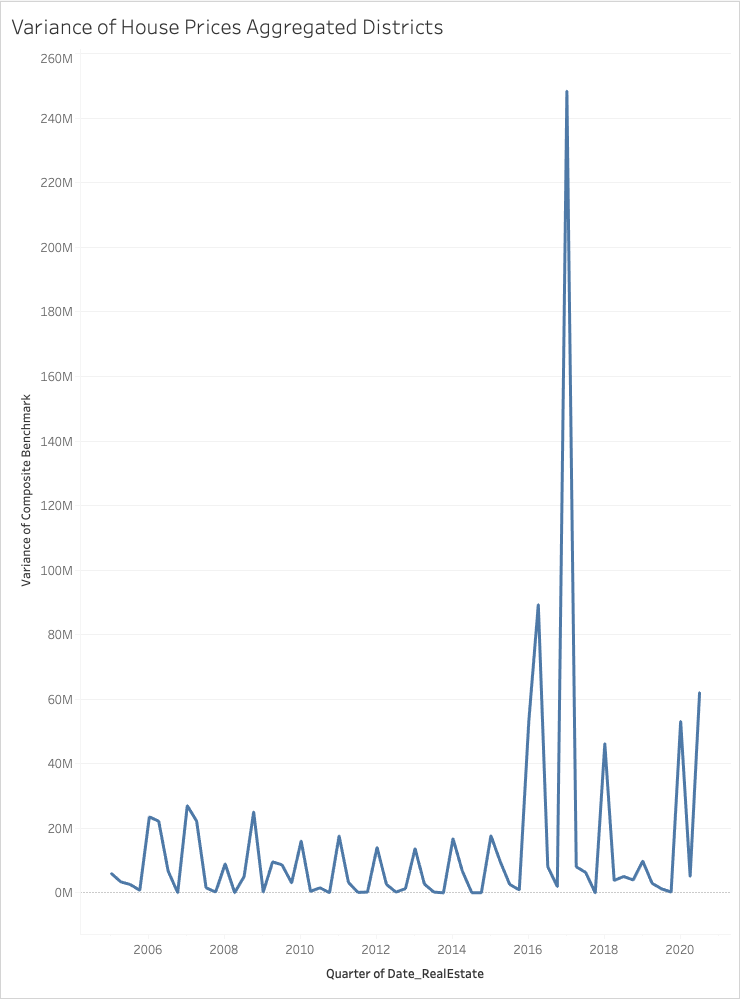 Variance of House Prices Aggregated Districts
260M
240M
220M
200M
180M
160M
140M
120M
100M
80M
60M
40M
20M
0M
Variance of Composite Benchmark
2006 2008 2010 2012 2014 2016 2018 2020
Quarter of Date_RealEstate